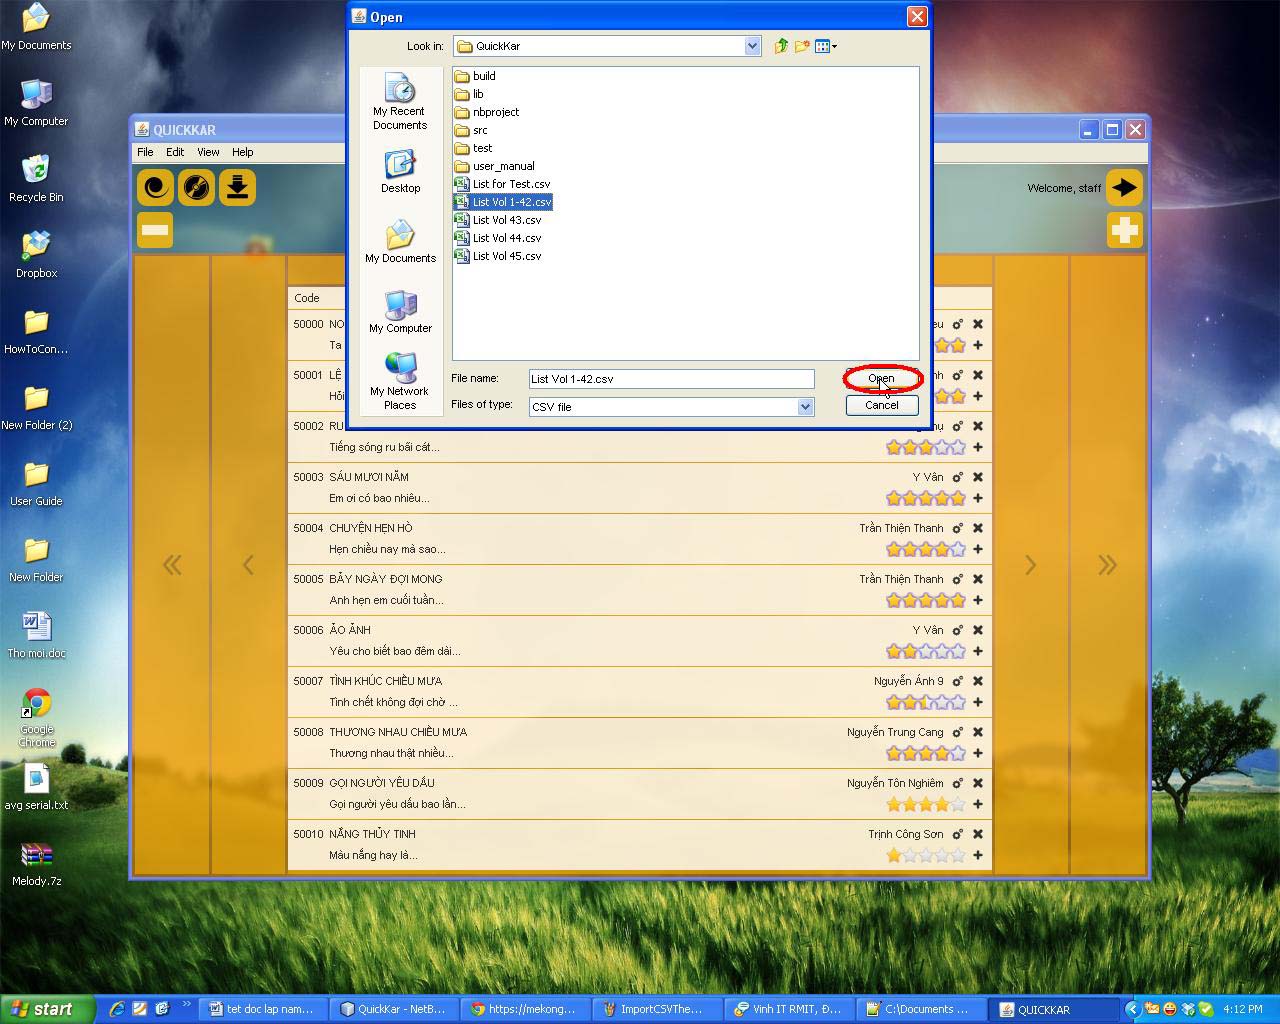 My Documents
My Computer
Recycle Bin
Dropbox
HowToCon...
New Folder (2)
User Guide
New Folder
Tho moi.doc
Google
Chrome
avg serial.txt
Melody.7z
Open
Look in: QuickKar
My Recent
Documents
Desktop
My Documents
My Computer
My Network
Places
build
lib
nbproject
src
test
user_manual
List for Test.csv
List Vol 1-42.csv
List Vol 43.csv
List Vol 44.csv
List Vol 45.csv
File name: List Vol 1-42.csv Open
Files of type: CSV file Cancel
QUICKKAR
File Edit View Help
Welcome, staff
Code
50000 NO
Ta
50001 LỆ
Hỏi
50002 RU
Tiếng sóng ru bãi cát...
50003 SÁU MƯƠI NĂM Y Vân
Em ơi có bao nhiêu...
50004 CHUYỆN HẸN HÒ Trần Thiện Thanh
Hẹn chiều nay mà sao...
50005 BẢY NGÀY ĐỢI MONG Trần Thiện Thanh
Anh hẹn em cuối tuần...
50006 ẢO ẢNH Y Vân
Yêu cho biết bao đêm dài...
50007 TÌNH KHÚC CHIỀU MƯA Nguyễn Ánh 9
Tình chết không đợi chờ ...
50008 THƯƠNG NHAU CHIỀU MƯA Nguyễn Trung Cang
Thương nhau thật nhiều...
50009 GỌI NGƯỜI YÊU DẤU Nguyễn Tôn Nghiêm
Gọi người yêu dấu bao lần...
50010 NẮNG THỦY TINH Trịnh Công Sơn
Màu nắng hay là...
start
tet doc lap nam...
QuickKar - NetB...
https://mekong...
ImportCSVThe...
Vinh IT RMIT, Đ...
C:\Documents ...
QUICKKAR
4:12 PM